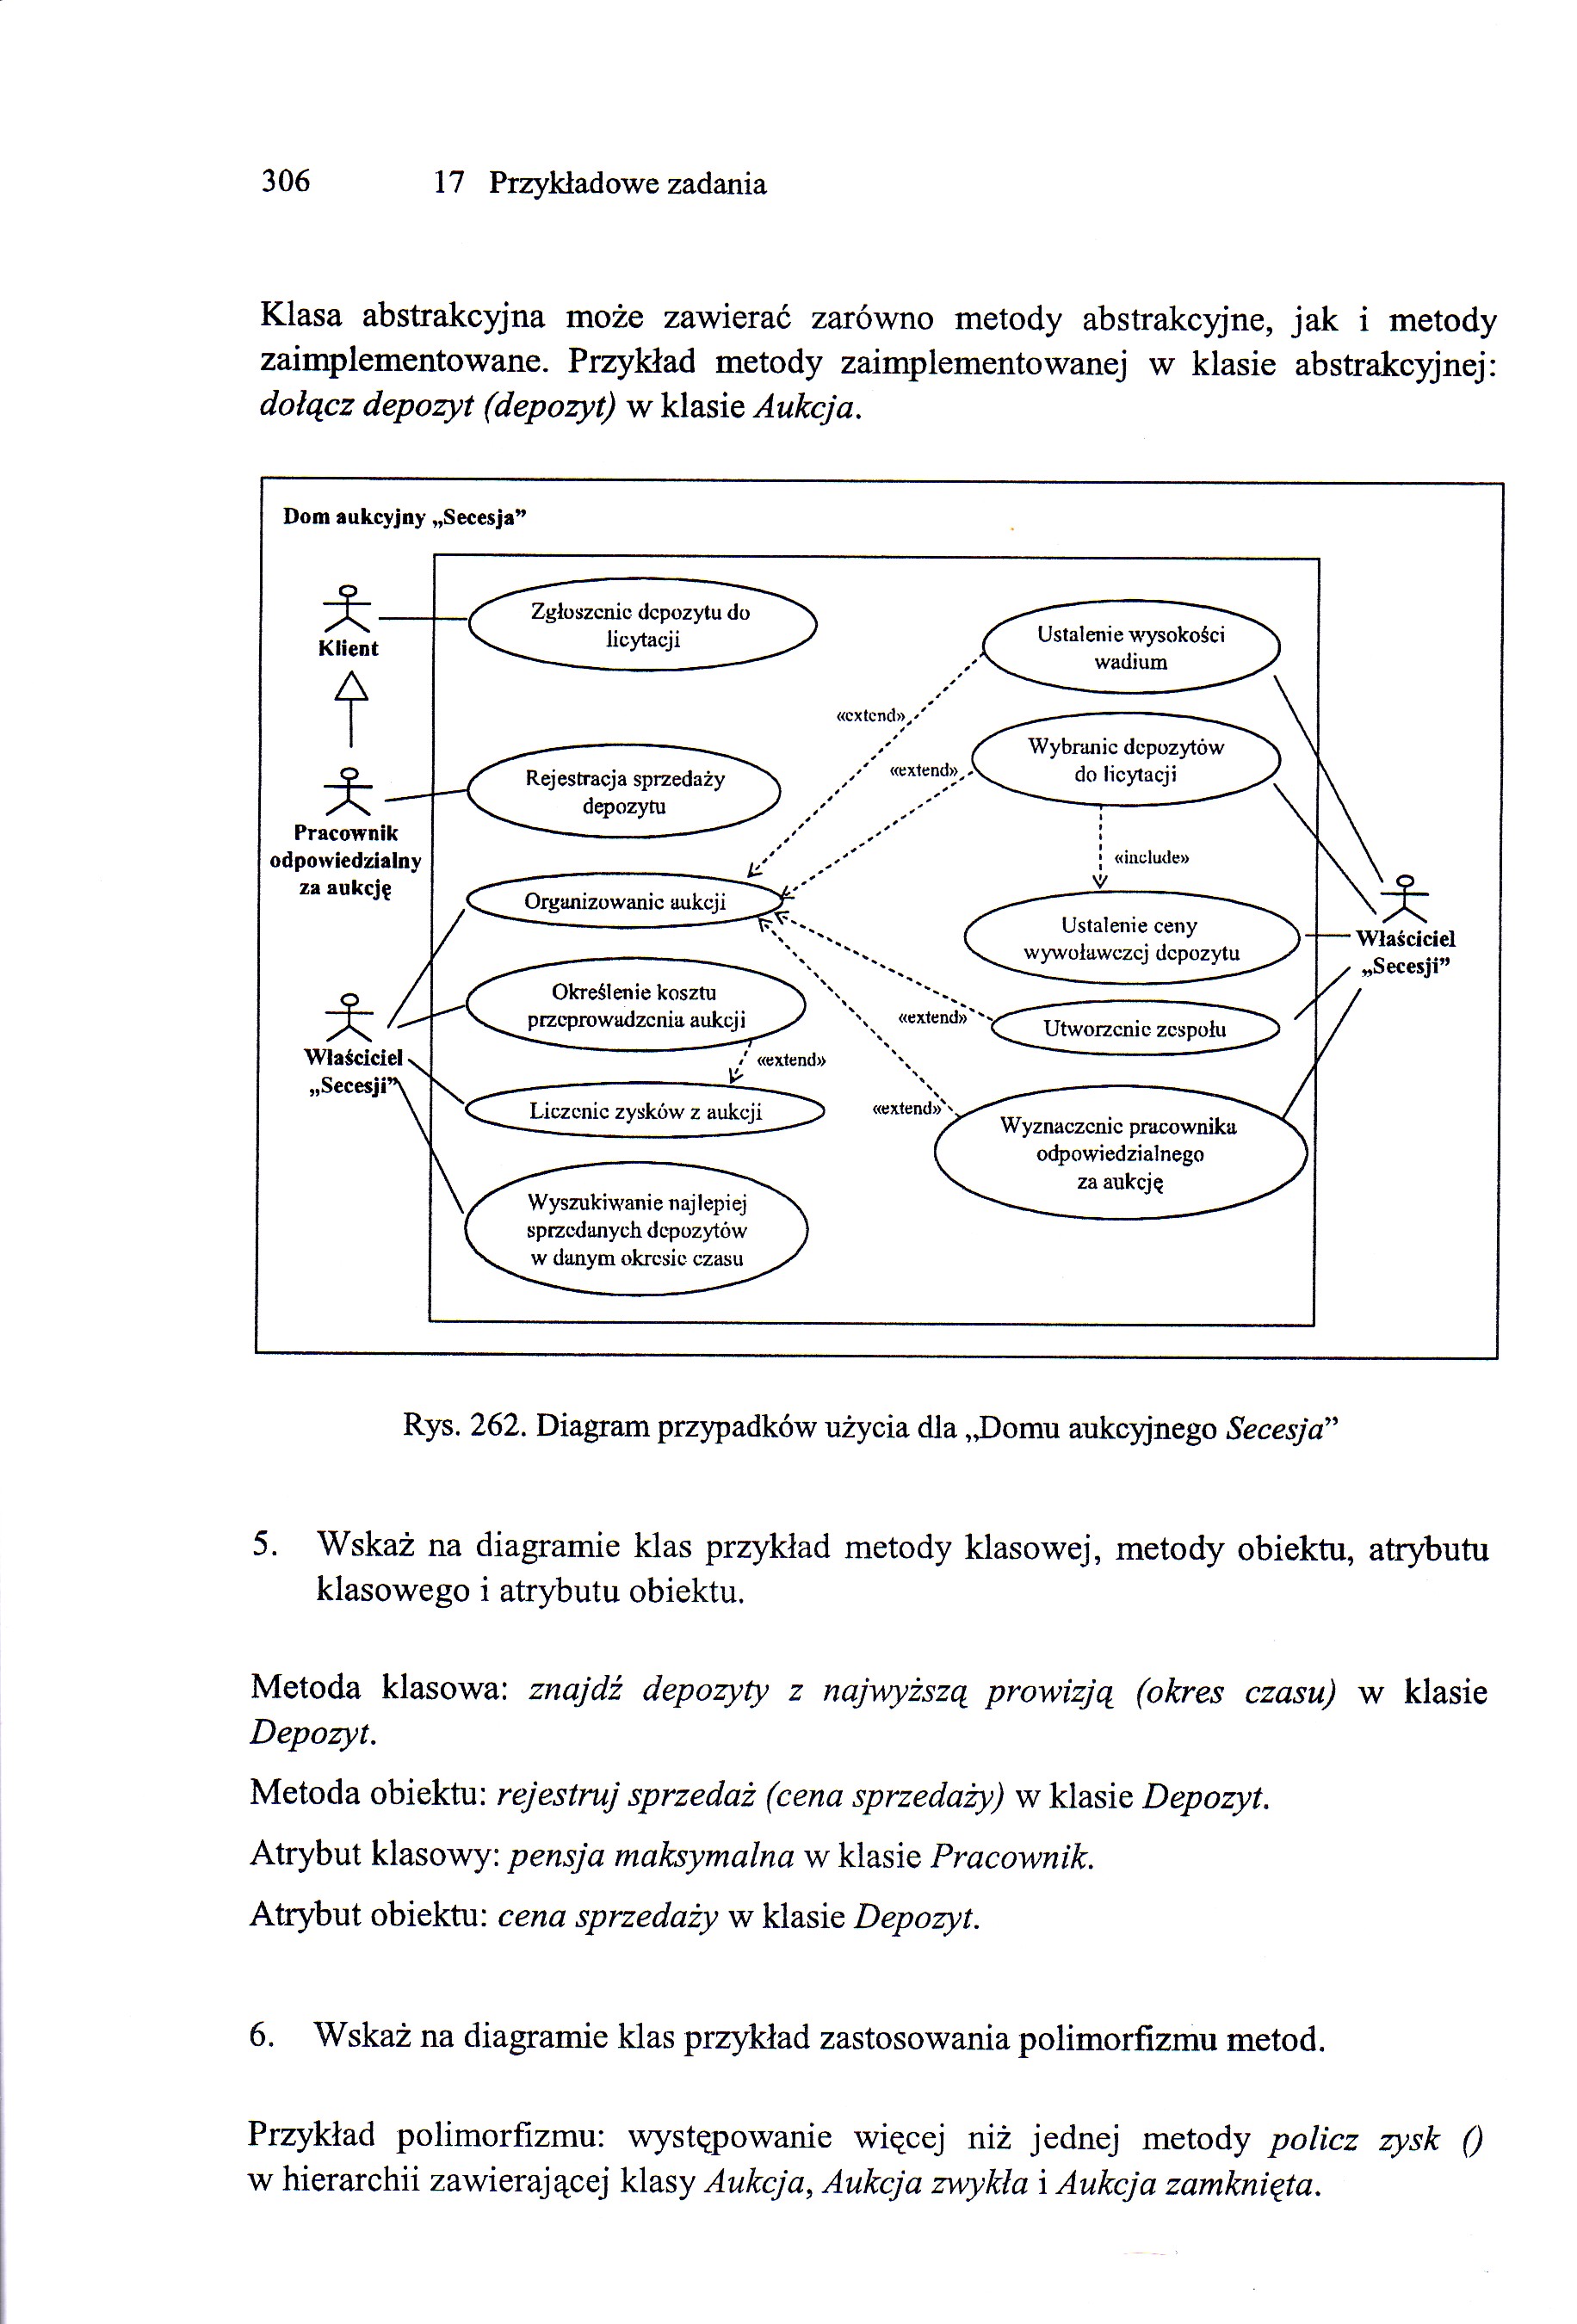 306 17 Przykładowe zadania
Klasa abstrakcyjna może zawierać zarówno metody abstrakcyjne, jak i metody
zaimplementowane. Przykład metody zaimplementowanej w klasie abstrakcyjnej:
dołącz depozyt (depozyt) w klasie Aukcja.
Dom aukcyjny „Secesja”
Klient
Zgłoszenie depozytu do
licytacji
Ustalenie wysokości
wadium
«extend»
Wybranie depozytów
do licytacji
«extend»
Rejestracja sprzedaży
depozytu
Pracownik
odpowiedzialny
za aukcję
«include»
Organizowanie aukcji
Ustalenie ceny
wywoławczej depozytu
Właściciel
„Secesji”
Określenie kosztu
przeprowadzenia aukcji
«extend»
Utworzenie zespołu
Właściciel
„Secesji”
«extend»
Liczenie zysków z aukcji
«extend»
Wyznaczenie pracownika
odpowiedzialnego
za aukcję
Wyszukiwanie najlepiej
sprzedanych depozytów
w danym okresie czasu
Rys. 262. Diagram przypadków użycia dla „Domu aukcyjnego Secesja”
5. Wskaż na diagramie klas przykład metody klasowej, metody obiektu, atrybutu
klasowego i atrybutu obiektu.
Metoda klasowa: znajdź depozyty z najwyższą prowizją (okres czasu) w klasie
Depozyt.
Metoda obiektu: rejestruj sprzedaż (cena sprzedaży) w klasie Depozyt.
Atrybut klasowy: pensja maksymalna w klasie Pracownik.
Atrybut obiektu: cena sprzedaży w klasie Depozyt.
6. Wskaż na diagramie klas przykład zastosowania polimorfizmu metod.
Przykład polimorfizmu: występowanie więcej niż jednej metody policz zysk ()
w hierarchii zawierającej klasy Aukcja, Aukcja zwykła i Aukcja zamknięta.